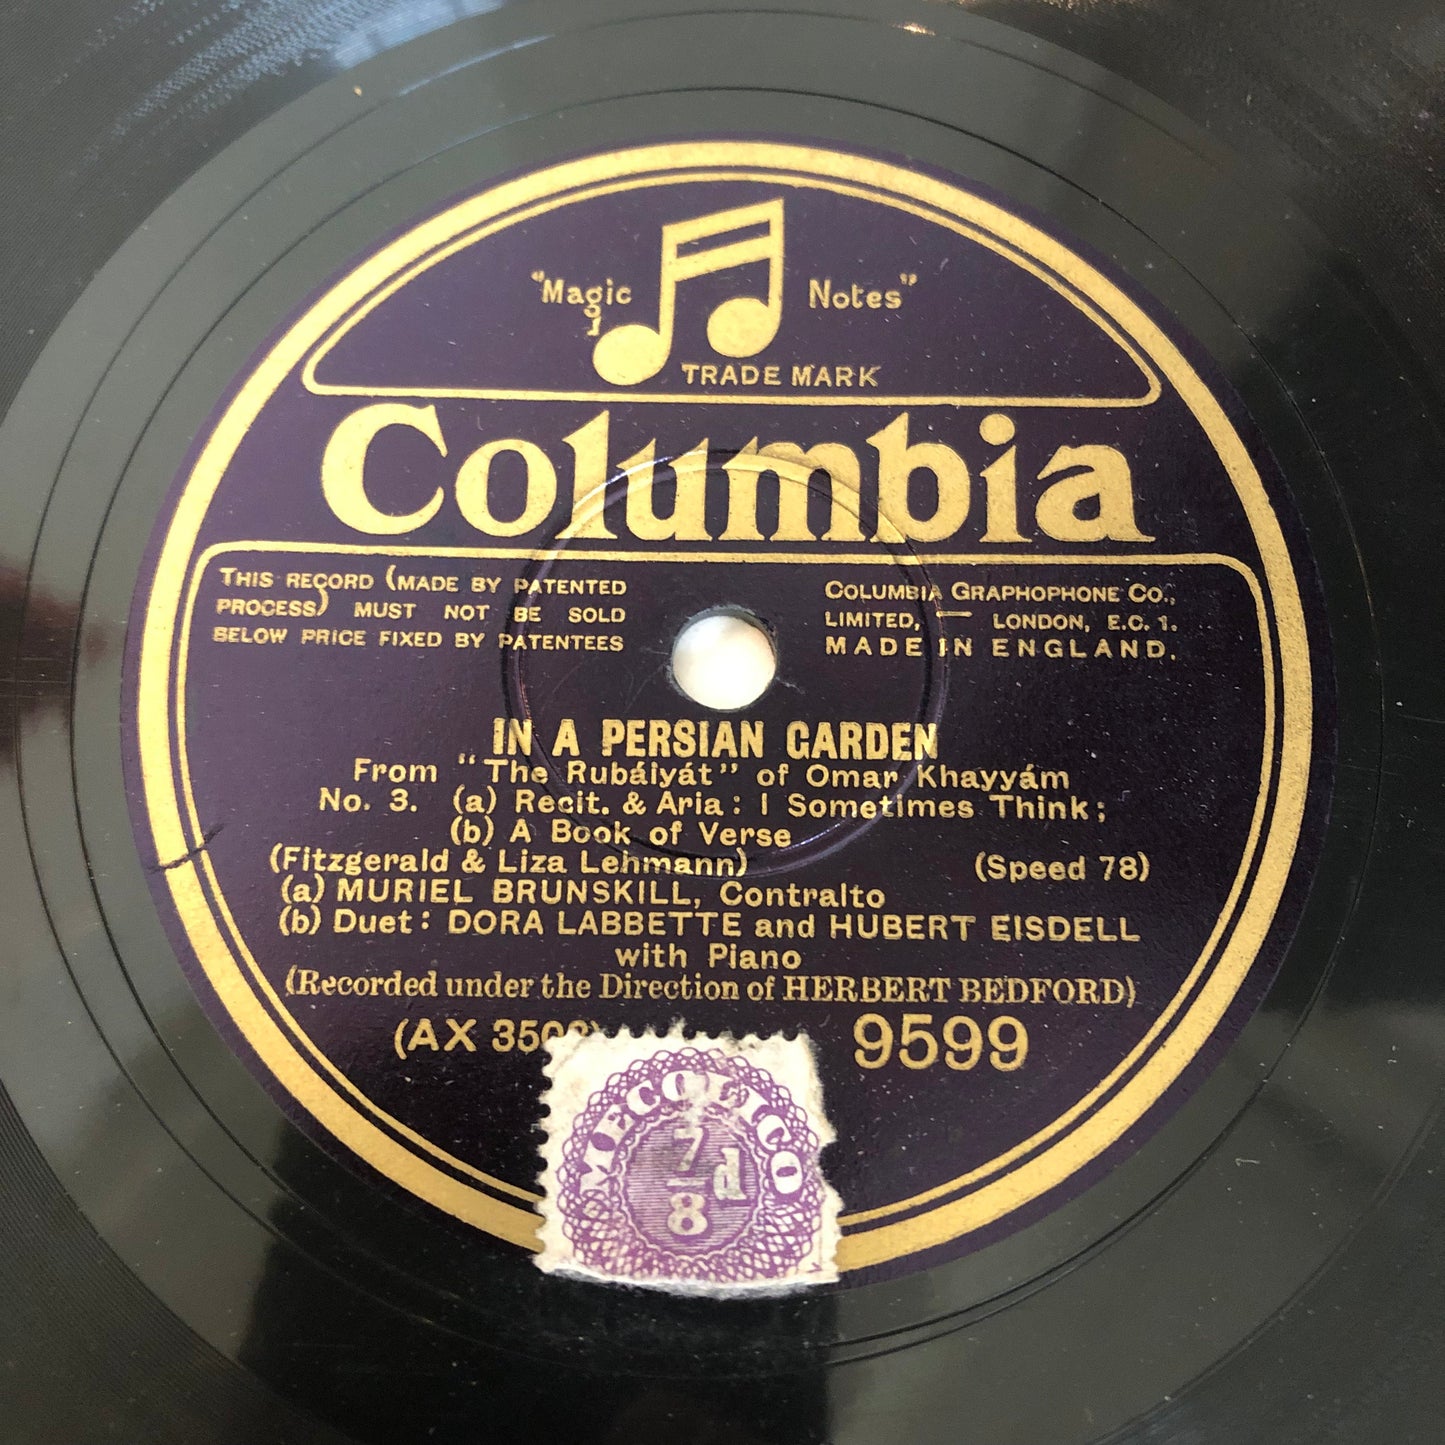 "Magic Notes"
TRADE MARK
Columbia
THIS RECORD (MADE BY PATENTED
PROCESS) MUST NOT BE SOLD
BELOW PRICE FIXED BY PATENTEES
COLUMBIA GRAPHOPHONE CO.,
LIMITED, — LONDON, E.C.1.
MADE IN ENGLAND.
IN A PERSIAN GARDEN
From "The Rubáiyát" of Omar Khayyám
No. 3. (a) Recit. & Aria: I Sometimes Think;
(b) A Book of Verse
(Fitzgerald & Liza Lehmann) (Speed 78)
(a) MURIEL BRUNSKILL, Contralto
(b) Duet: DORA LABBETTE and HUBERT EISDELL
with Piano
(Recorded under the Direction of HERBERT BEDFORD)
(AX 9599
MECOLICO
7/8 d